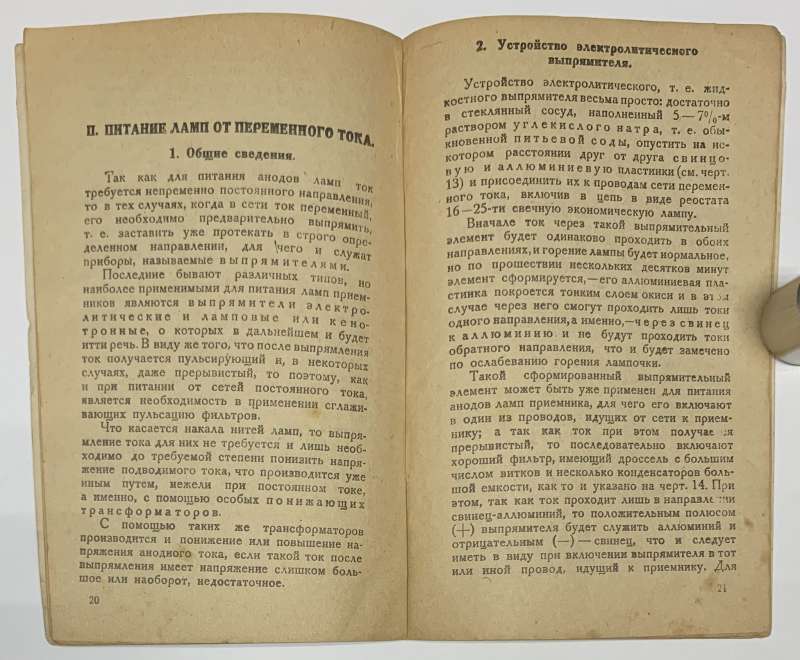 П. ПИТАНИЕ ЛАМП ОТ ПЕРЕМЕННОГО ТОКА.
1. Общие сведения.
Так как для питания анодов ламп ток
требуется непременно постоянного направления,
то в тех случаях, когда в сети ток переменный,
его необходимо предварительно выпрямить,
т. е. заставить уже протекать в строго опре-
деленном направлении, для чего и служат
приборы, называемые выпрямителями.
Последние бывают различных типов, но
наиболее применимыми для питания ламп прием-
ников являются выпрямители электро-
литические и ламповые или кено-
тронные, о которых в дальнейшем и будет
итти речь. В виду же того, что после выпрямления
ток получается пульсирующий и, в некоторых
случаях, даже прерывистый, то поэтому, как
и при питании от сетей постоянного тока,
является необходимость в применении сглажи-
вающих пульсацию фильтров.
Что касается накала нитей ламп, то выпря-
мление тока для них не требуется и лишь необ-
ходимо до требуемой степени понизить напря-
жение подводимого тока, что производится уже
иным путем, нежели при постоянном токе,
а именно, с помощью особых понижающих
трансформаторов.
С помощью таких же трансформаторов
производится и понижение или повышение на-
пряжения анодного тока, если такой ток после
выпрямления имеет напряжение слишком боль-
шое или наоборот, недостаточное.
20
2. Устройство электролитического
выпрямителя.
Устройство электролитического, т. е. жид-
костного выпрямителя весьма просто: достаточно
в стеклянный сосуд, наполненный 5—7%-м
раствором углекислого натра, т. е. обы-
кновенной питьевой соды, опустить на не-
котором расстоянии друг от друга свинцо-
вую и аллюминиевую пластинки (см. черт.
13) и присоединить их к проводам сети перемен-
ного тока, включив в цепь в виде реостата
16—25-ти свечную экономическую лампу.
Вначале ток через такой выпрямительный
элемент будет одинаково проходить в обоих
направлениях, и горение лампы будет нормальное,
но по прошествии нескольких десятков минут
элемент сформируется,—его аллюминиевая пла-
стинка покроется тонким слоем окиси и в этом
случае через него смогут проходить лишь токи
одного направления, а именно,—через свинец
к аллюминию и не будут проходить токи
обратного направления, что и будет замечено
по ослабеванию горения лампочки.
Такой сформированный выпрямительный
элемент может быть уже применен для питания
анодов ламп приемника, для чего его включают
в один из проводов, идущих от сети к прием-
нику; а так как ток при этом получается
прерывистый, то последовательно включают
хороший фильтр, имеющий дроссель с большим
числом витков и несколько конденсаторов боль-
шой емкости, как то и указано на черт. 14. При
этом, так как ток проходит лишь в направлении
свинец-аллюминий, то положительным полюсом
(+) выпрямителя будет служить аллюминий и
отрицательным (—)—свинец, что и следует
иметь в виду при включении выпрямителя в тот
или иной провод, идущий к приемнику. Для
21